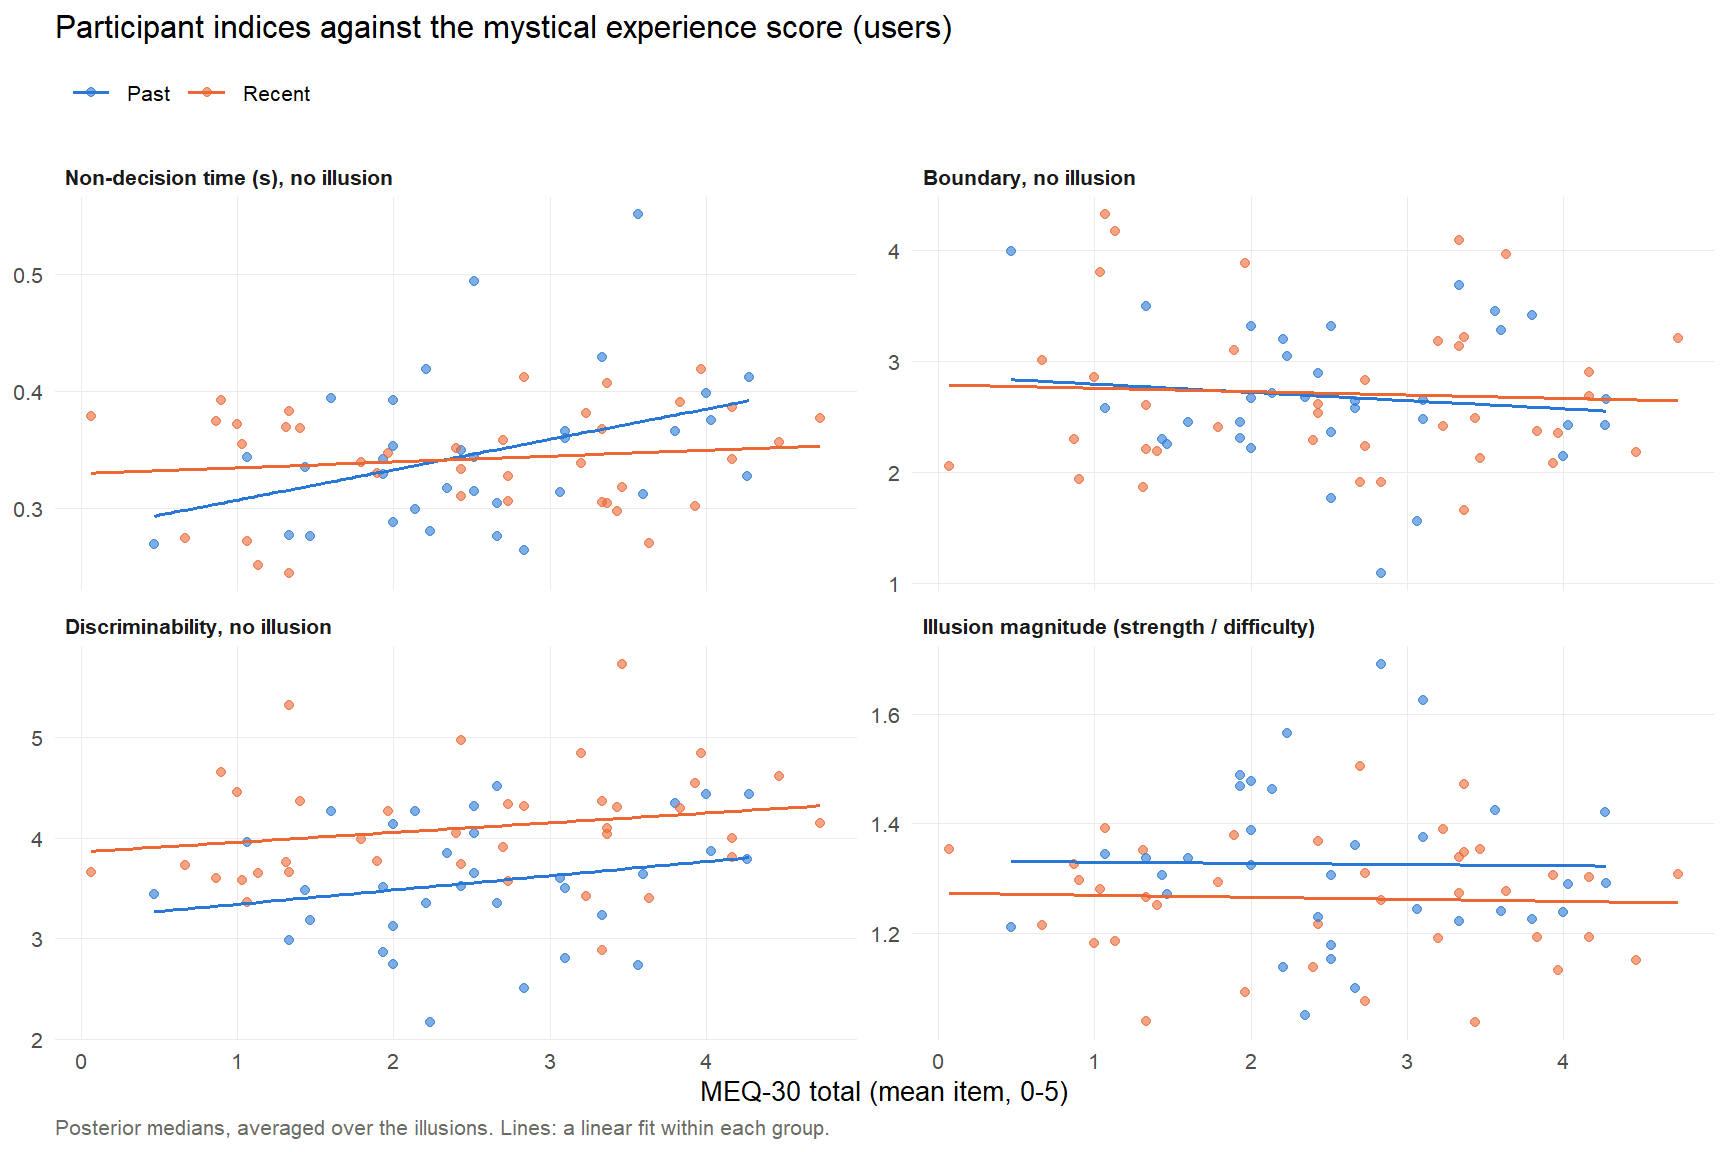 Participant indices against the mystical experience score (users)
Past Recent
Non-decision time (s), no illusion
0.5
0.4
0.3
Boundary, no illusion
4
3
2
1
Discriminability, no illusion
5
4
3
2
0 1 2 3 4
Illusion magnitude (strength / difficulty)
1.6
1.4
1.2
0 1 2 3 4
MEQ-30 total (mean item, 0-5)
Posterior medians, averaged over the illusions. Lines: a linear fit within each group.